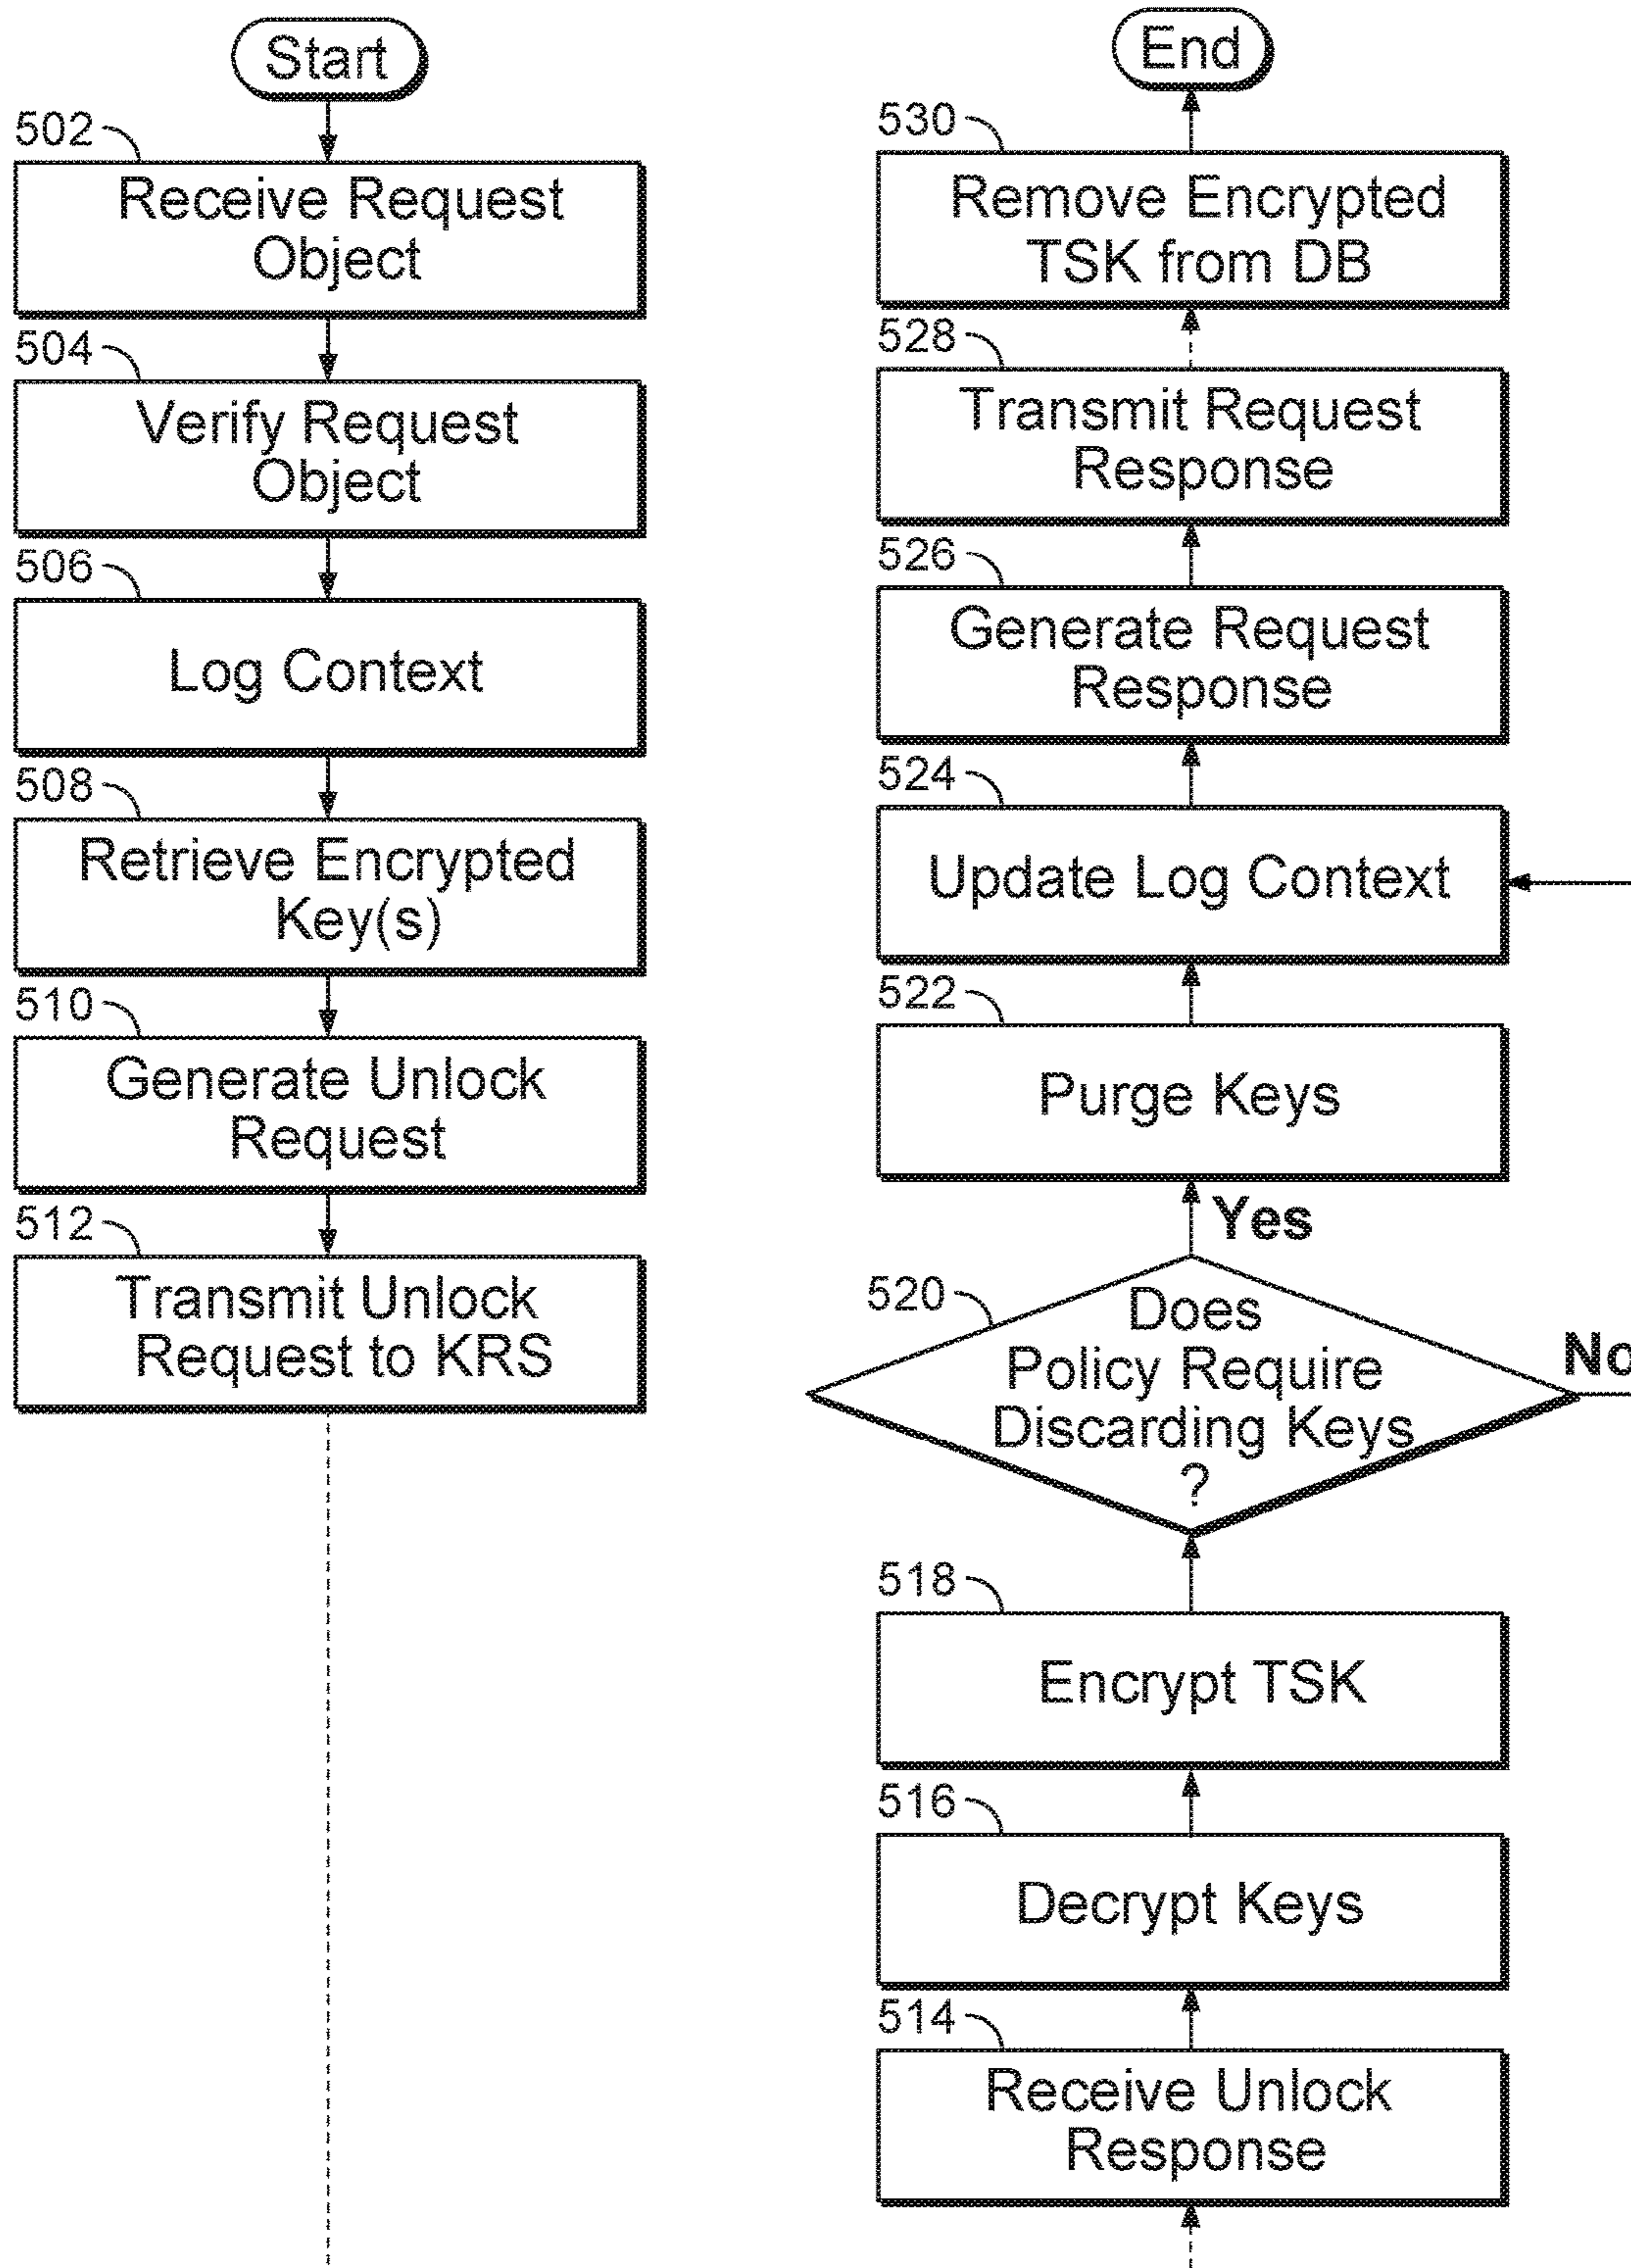 Start
502
Receive Request
Object
504
Verify Request
Object
506
Log Context
508
Retrieve Encrypted
Key(s)
510
Generate Unlock
Request
512
Transmit Unlock
Request to KRS
End
530
Remove Encrypted
TSK from DB
528
Transmit Request
Response
526
Generate Request
Response
524
Update Log Context
522
Purge Keys
Yes
520
Does
Policy Require
Discarding Keys
?
No
518
Encrypt TSK
516
Decrypt Keys
514
Receive Unlock
Response